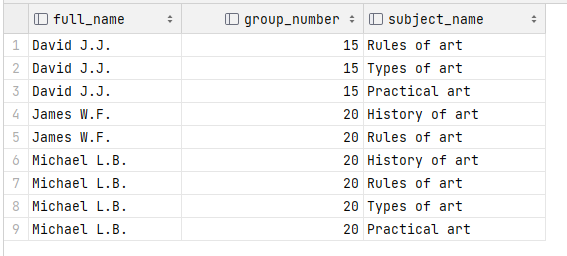 full_name group_number subject_name
1 David J.J. 15 Rules of art
2 David J.J. 15 Types of art
3 David J.J. 15 Practical art
4 James W.F. 20 History of art
5 James W.F. 20 Rules of art
6 Michael L.B. 20 History of art
7 Michael L.B. 20 Rules of art
8 Michael L.B. 20 Types of art
9 Michael L.B. 20 Practical art